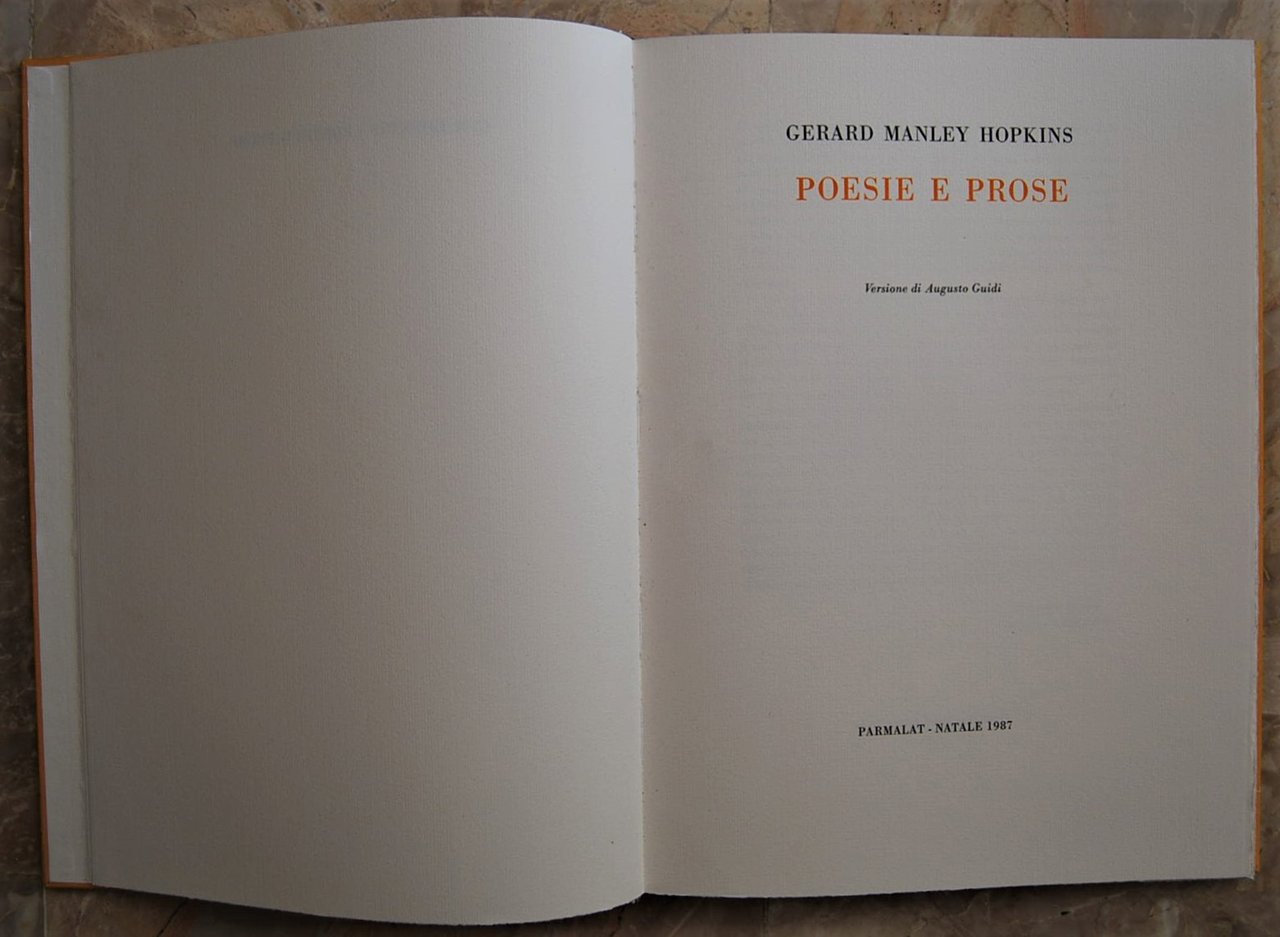 GERARD MANLEY HOPKINS
POESIE E PROSE
Versione di Augusto Guidi
PARMALAT - NATALE 1987